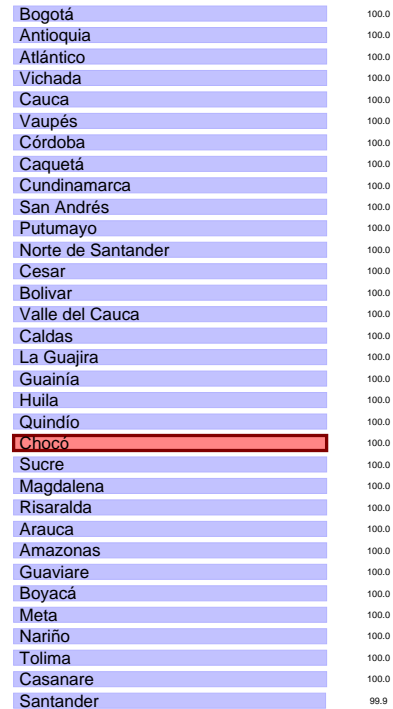 Bogotá 100.0
Antioquia 100.0
Atlántico 100.0
Vichada 100.0
Cauca 100.0
Vaupés 100.0
Córdoba 100.0
Caquetá 100.0
Cundinamarca 100.0
San Andrés 100.0
Putumayo 100.0
Norte de Santander 100.0
Cesar 100.0
Bolivar 100.0
Valle del Cauca 100.0
Caldas 100.0
La Guajira 100.0
Guainía 100.0
Huila 100.0
Quindío 100.0
Chocó 100.0
Sucre 100.0
Magdalena 100.0
Risaralda 100.0
Arauca 100.0
Amazonas 100.0
Guaviare 100.0
Boyacá 100.0
Meta 100.0
Nariño 100.0
Tolima 100.0
Casanare 100.0
Santander 99.9